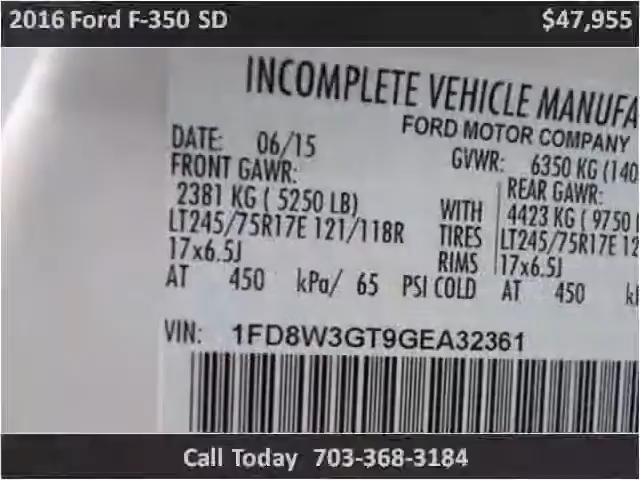 2016 Ford F-350 SD $47,955
INCOMPLETE VEHICLE MANUFA
FORD MOTOR COMPANY
DATE: 06/15 GVWR: 6350 KG (140
FRONT GAWR: REAR GAWR:
2381 KG ( 5250 LB) WITH 4423 KG ( 9750
LT245/75R17E 121/118R TIRES LT245/75R17E 12
17x6.5J RIMS 17x6.5J
AT 450 kPa/ 65 PSI COLD AT 450 k
VIN: 1FD8W3GT9GEA32361
Call Today 703-368-3184